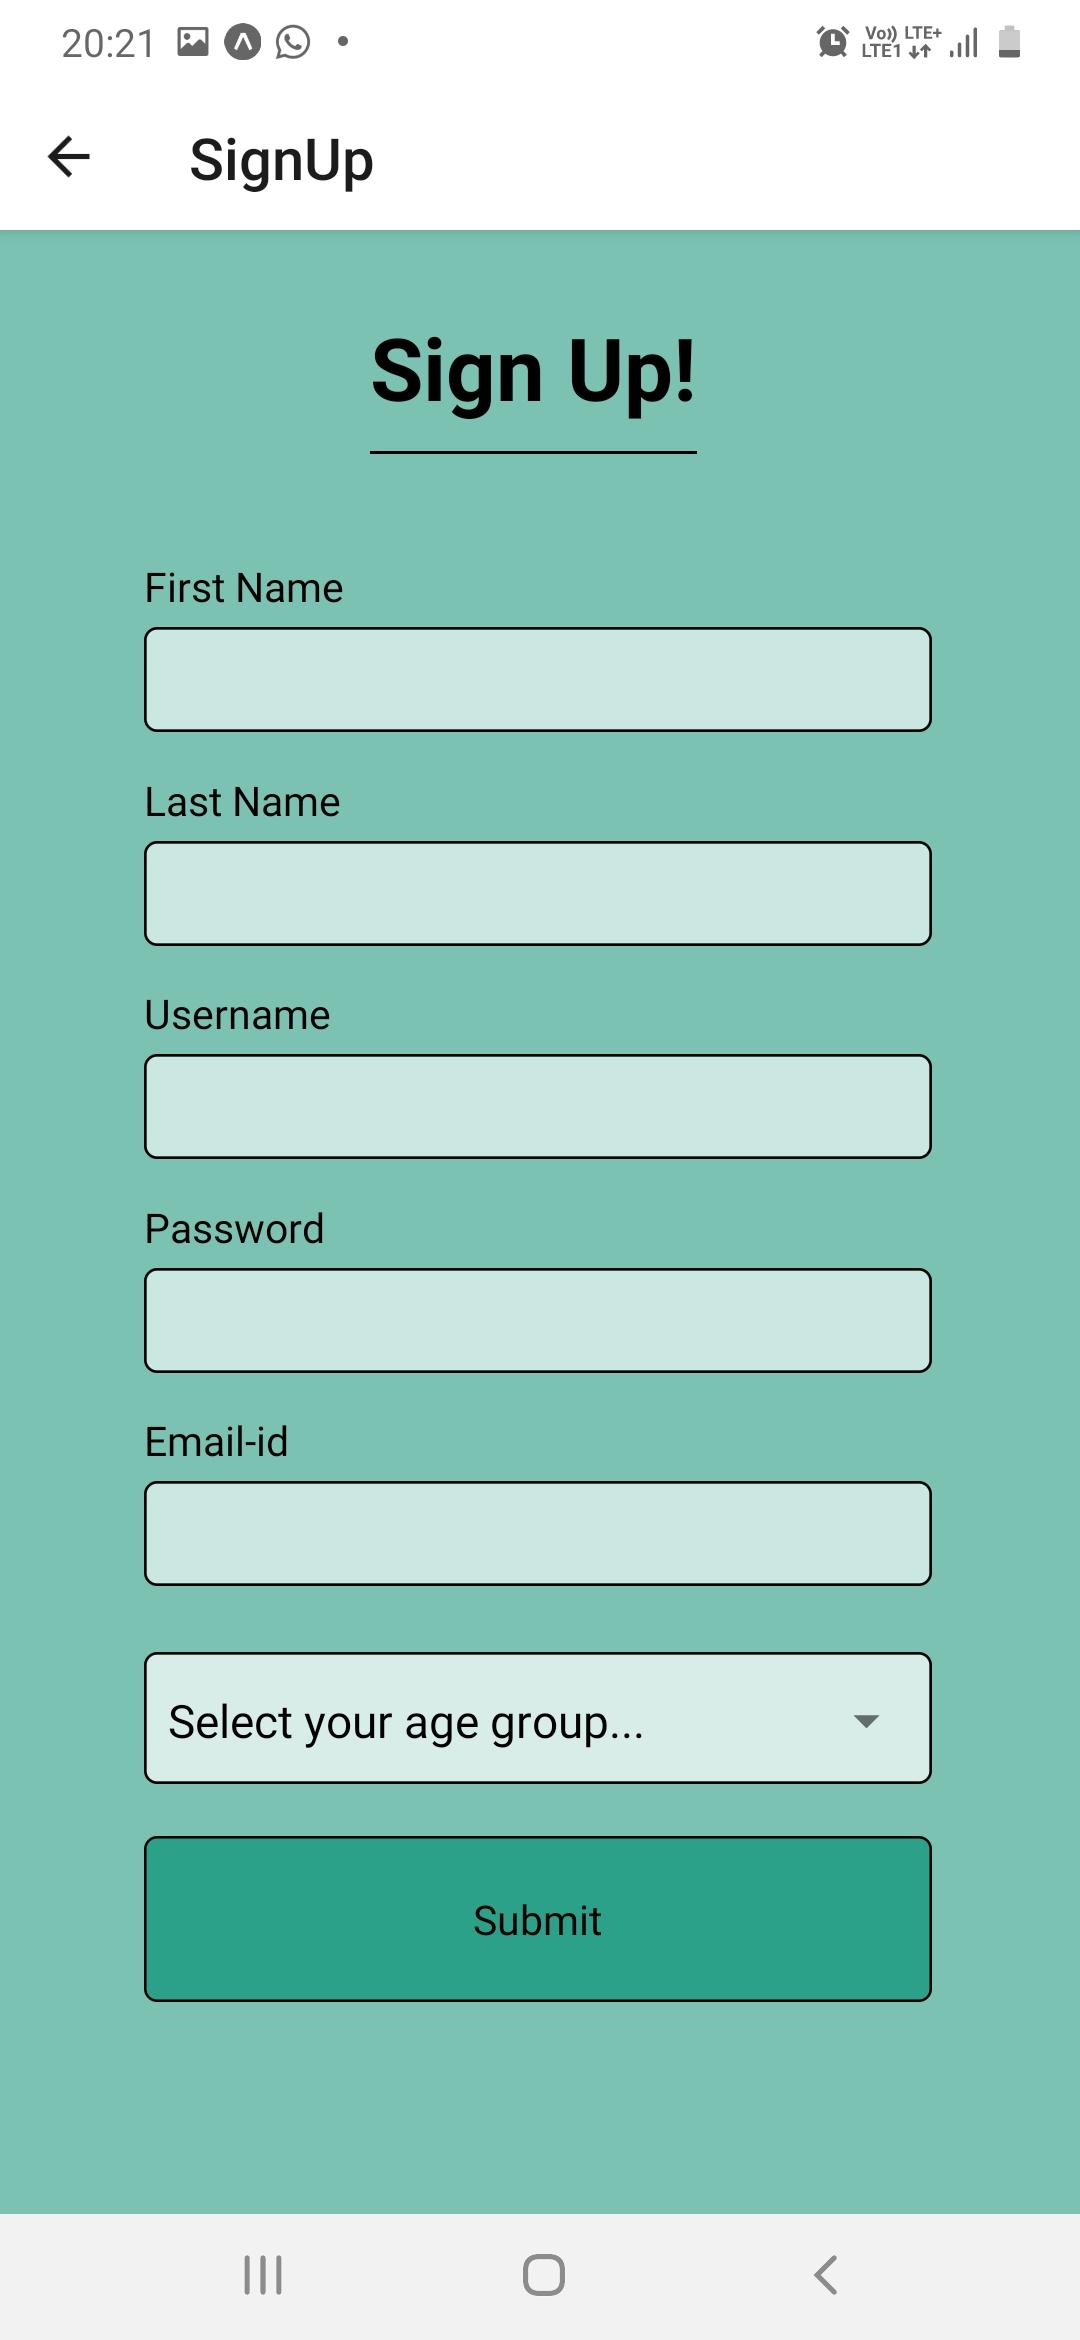 20:21
Vo)) LTE+
LTE1
SignUp
Sign Up!
First Name
Last Name
Username
Password
Email-id
Select your age group...
Submit